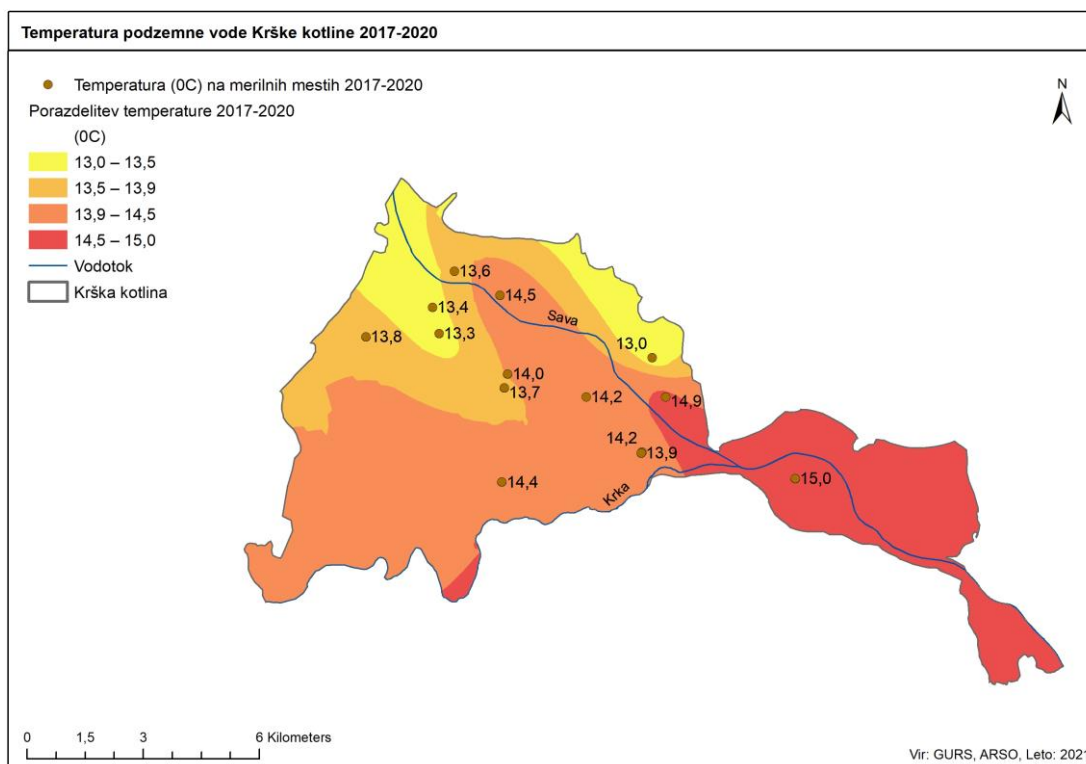 Temperatura podzemne vode Krške kotline 2017-2020
Temperatura (0C) na merilnih mestih 2017-2020
Porazdelitev temperature 2017-2020
(0C)
13,0 – 13,5
13,5 – 13,9
13,9 – 14,5
14,5 – 15,0
Vodotok
Krška kotlina
N
13,6
14,5
13,4
Sava
13,3
13,8
13,0
14,0
13,7
14,2
14,9
14,2
13,9
14,4
Krka
15,0
0 1,5 3 6 Kilometers
Vir: GURS, ARSO, Leto: 2021